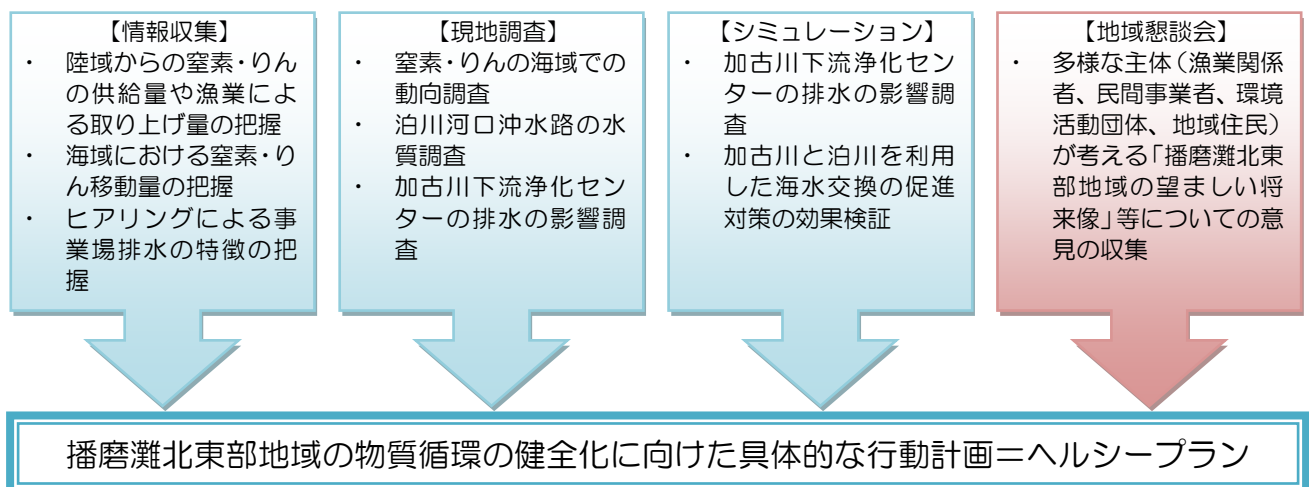 【情報収集】
・ 陸域からの窒素・りん
の供給量や漁業によ
る取り上げ量の把握
・ 海域における窒素・り
ん移動量の把握
・ ヒアリングによる事
業場排水の特徴の把
握
【現地調査】
・ 窒素・りんの海域での
動向調査
・ 泊川河口沖水路の水
質調査
・ 加古川下流浄化セン
ターの排水の影響調
査
【シミュレーション】
・ 加古川下流浄化セン
ターの排水の影響調
査
・ 加古川と泊川を利用
した海水交換の促進
対策の効果検証
【地域懇談会】
・ 多様な主体（漁業関係
者、民間事業者、環境
活動団体、地域住民）
が考える「播磨灘北東
部地域の望ましい将
来像」等についての意
見の収集
播磨灘北東部地域の物質循環の健全化に向けた具体的な行動計画＝ヘルシープラン